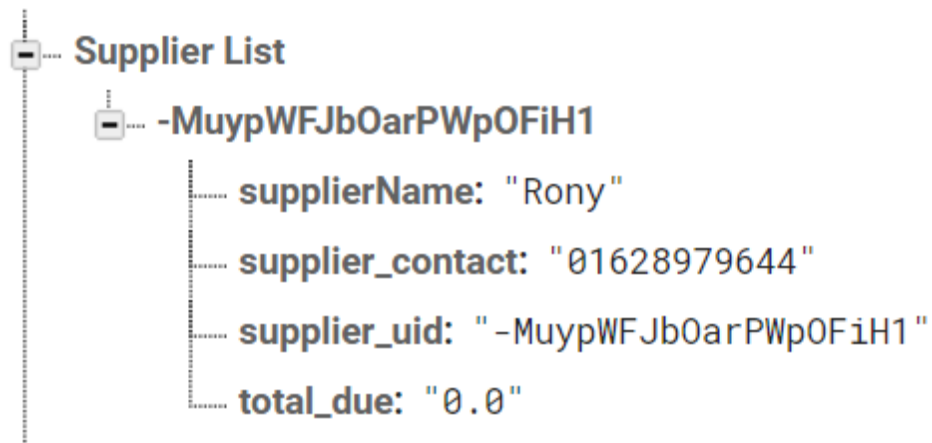 Supplier List
-MuypWFJbOarPWpOFiH1
supplierName: "Rony"
supplier_contact: "01628979644"
supplier_uid: "-MuypWFJbOarPWpOFiH1"
total_due: "0.0"